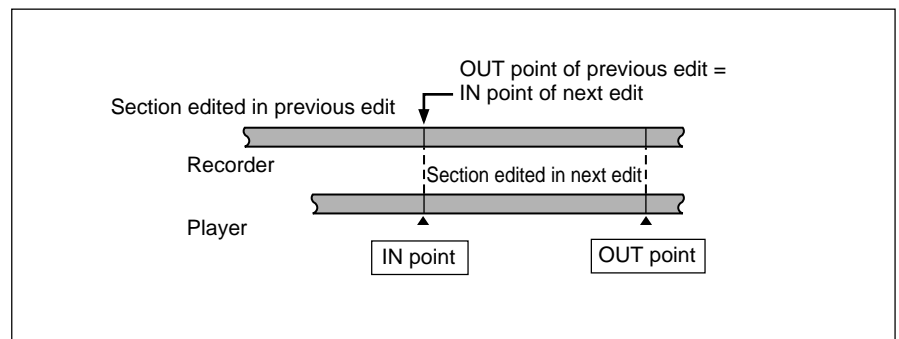 OUT point of previous edit =
IN point of next edit
Section edited in previous edit
Recorder
Section edited in next edit
Player
IN point
OUT point